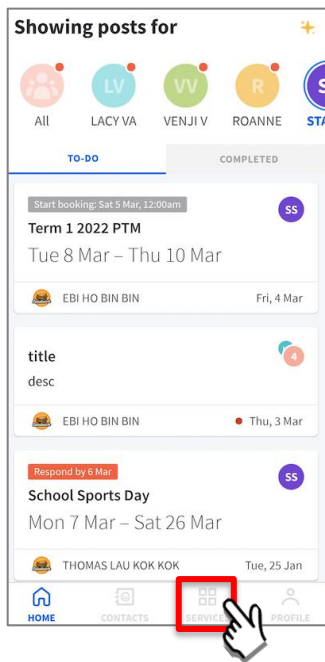 Showing posts for
LV
VV
R
S
All
LACY VA
VENJI V
ROANNE
STA
TO-DO
COMPLETED
Start booking: Sat 5 Mar, 12:00am
SS
Term 1 2022 PTM
Tue 8 Mar – Thu 10 Mar
EBI HO BIN BIN
Fri, 4 Mar
title
4
desc
EBI HO BIN BIN
Thu, 3 Mar
Respond by 6 Mar
SS
School Sports Day
Mon 7 Mar – Sat 26 Mar
THOMAS LAU KOK KOK
Tue, 25 Jan
HOME
CONTACTS
SERVICES
PROFILE